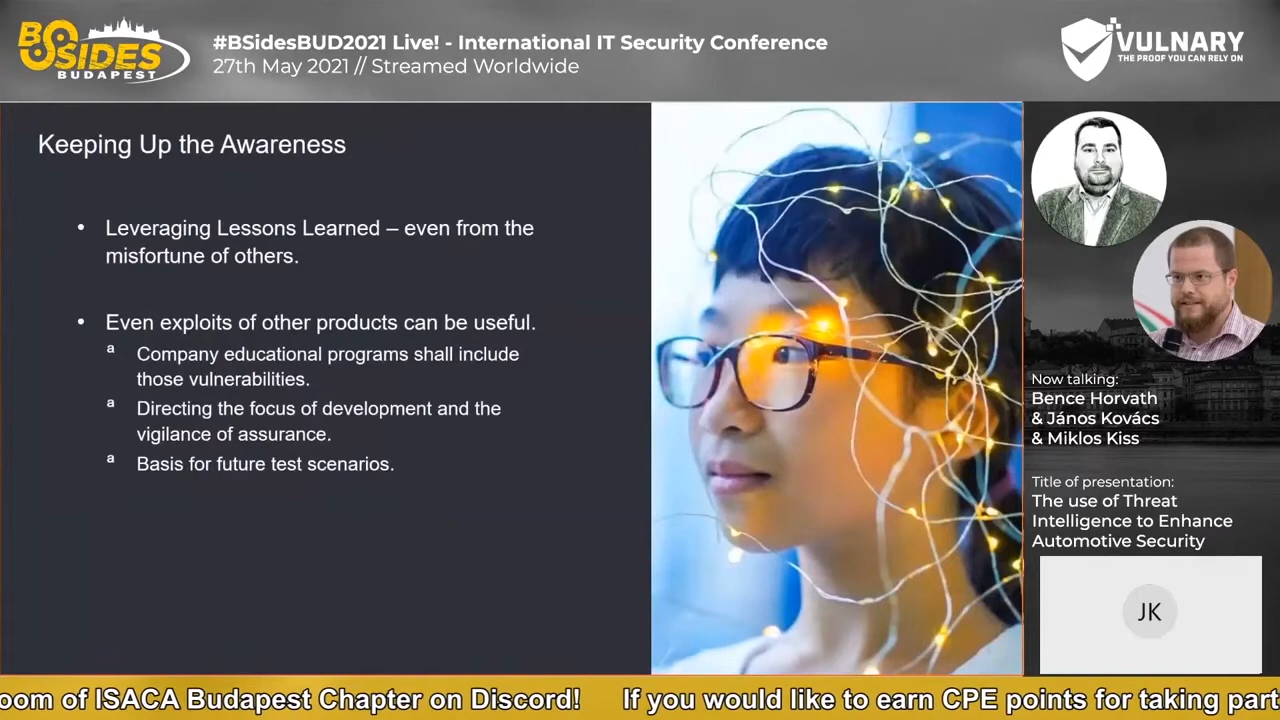 BSIDES
BUDAPEST
#BSidesBUD2021 Live! - International IT Security Conference
27th May 2021 // Streamed Worldwide
VULNARY
THE PROOF YOU CAN RELY ON
Keeping Up the Awareness
• Leveraging Lessons Learned – even from the
misfortune of others.
• Even exploits of other products can be useful.
ª Company educational programs shall include
those vulnerabilities.
ª Directing the focus of development and the
vigilance of assurance.
ª Basis for future test scenarios.
Now talking:
Bence Horvath
& János Kovács
& Miklos Kiss
Title of presentation:
The use of Threat
Intelligence to Enhance
Automotive Security
JK
oom of ISACA Budapest Chapter on Discord! If you would like to earn CPE points for taking part